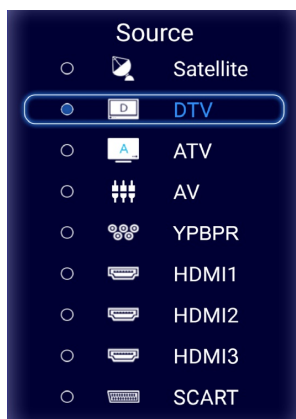 Source
Satellite
D DTV
A ATV
AV
YPBPR
HDMI1
HDMI2
HDMI3
SCART